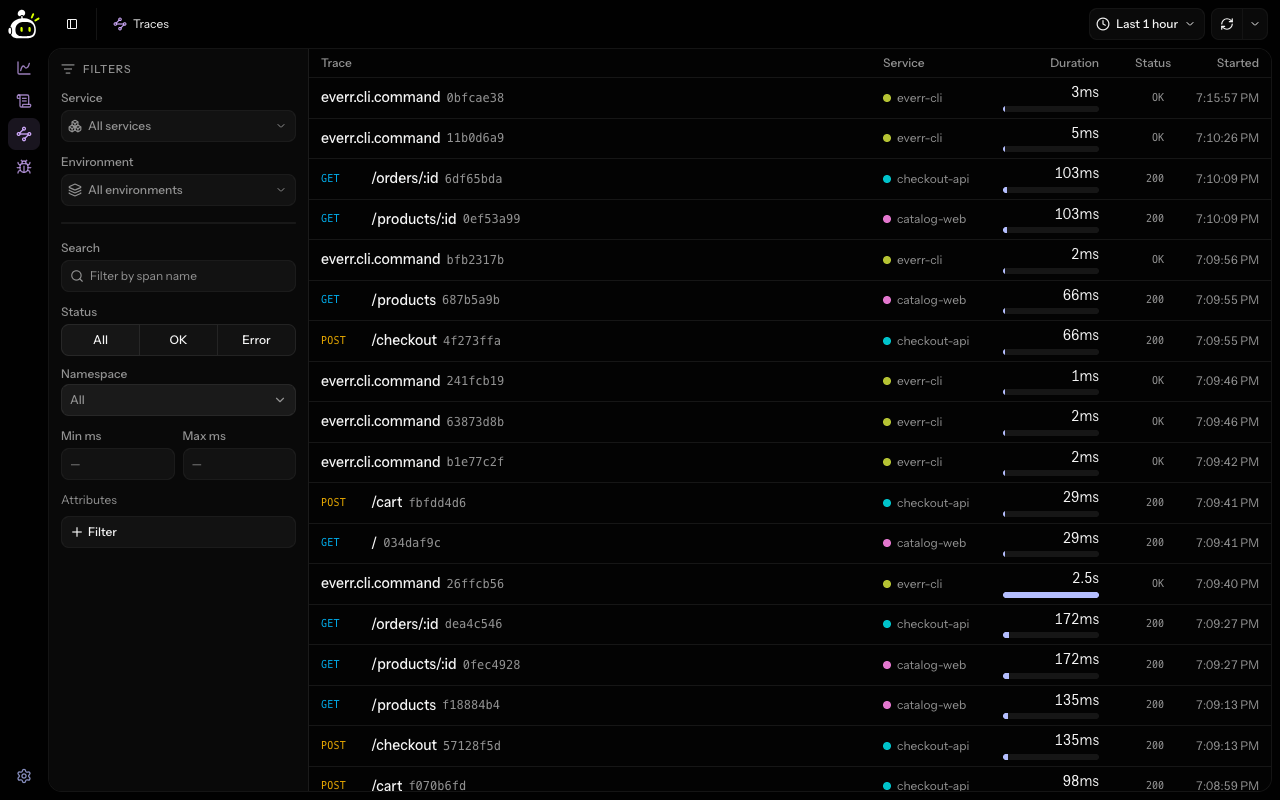 Traces
Last 1 hour
FILTERS
Service
All services
Environment
All environments
Search
Filter by span name
Status
All OK Error
Namespace
All
Min ms Max ms
— —
Attributes
+ Filter
Trace Service Duration Status Started
everr.cli.command 0bfcae38 everr-cli 3ms OK 7:15:57 PM
everr.cli.command 11b0d6a9 everr-cli 5ms OK 7:10:26 PM
GET /orders/:id 6df65bda checkout-api 103ms 200 7:10:09 PM
GET /products/:id 0ef53a99 catalog-web 103ms 200 7:10:09 PM
everr.cli.command bfb2317b everr-cli 2ms OK 7:09:56 PM
GET /products 687b5a9b catalog-web 66ms 200 7:09:55 PM
POST /checkout 4f273ffa checkout-api 66ms 200 7:09:55 PM
everr.cli.command 241fcb19 everr-cli 1ms OK 7:09:46 PM
everr.cli.command 63873d8b everr-cli 2ms OK 7:09:46 PM
everr.cli.command b1e77c2f everr-cli 2ms OK 7:09:42 PM
POST /cart fbfdd4d6 checkout-api 29ms 200 7:09:41 PM
GET / 034daf9c catalog-web 29ms 200 7:09:41 PM
everr.cli.command 26ffcb56 everr-cli 2.5s OK 7:09:40 PM
GET /orders/:id dea4c546 checkout-api 172ms 200 7:09:27 PM
GET /products/:id 0fec4928 catalog-web 172ms 200 7:09:27 PM
GET /products f18884b4 catalog-web 135ms 200 7:09:13 PM
POST /checkout 57128f5d checkout-api 135ms 200 7:09:13 PM
POST /cart f070b6fd checkout-api 98ms 200 7:08:59 PM